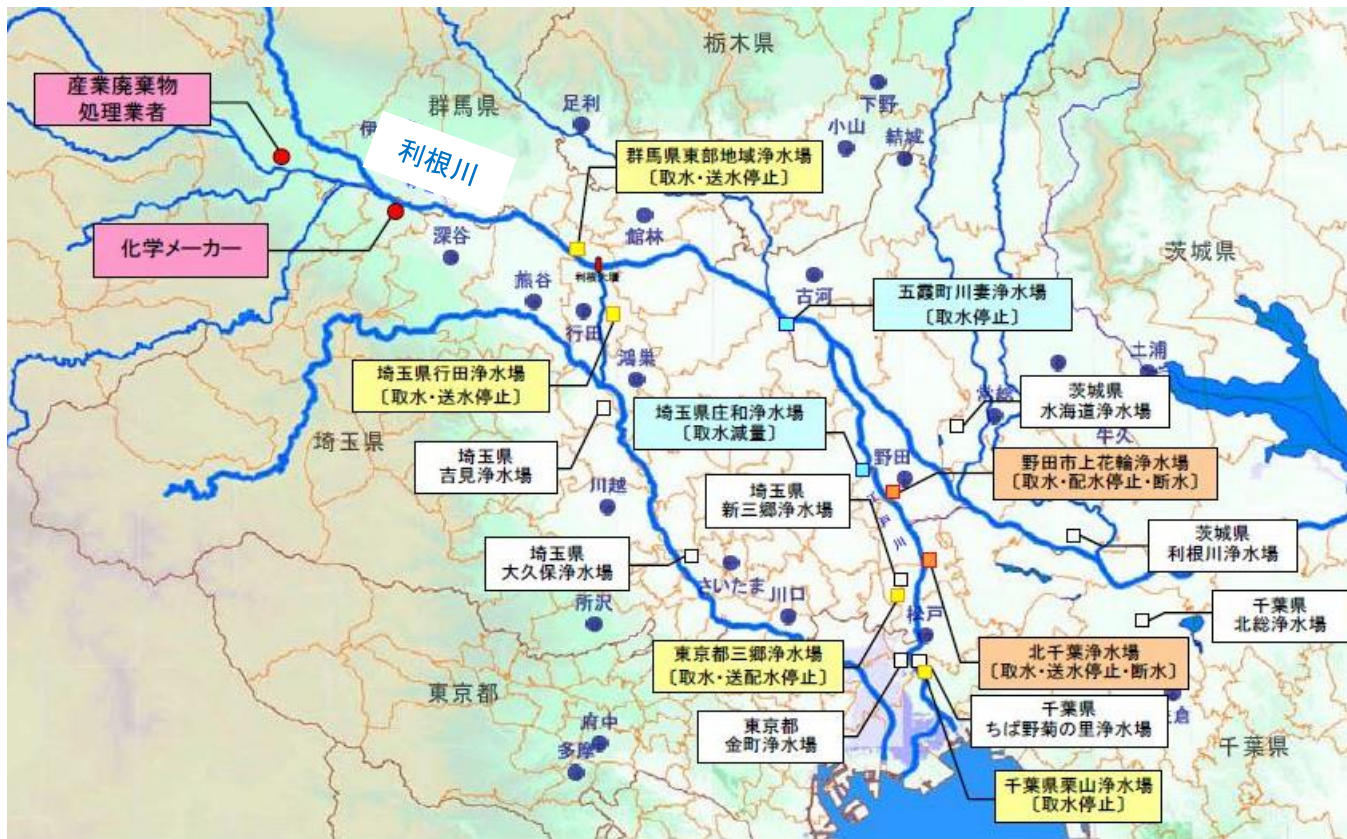 栃木県
産業廃棄物
処理業者
群馬県
足利
下野
小山
結城
伊
利根川
群馬県東部地域浄水場
〔取水・送水停止〕
化学メーカー
深谷
館林
茨城県
利根大堰
熊谷
古河
五霞町川妻浄水場
〔取水停止〕
行田
土浦
鴻巣
埼玉県行田浄水場
〔取水・送水停止〕
常総
茨城県
水海道浄水場
埼玉県庄和浄水場
〔取水減量〕
牛久
埼玉県
埼玉県
吉見浄水場
野田
野田市上花輪浄水場
〔取水・配水停止・断水〕
川越
埼玉県
新三郷浄水場
江戸川
茨城県
利根川浄水場
埼玉県
大久保浄水場
さいたま
川口
所沢
千葉県
北総浄水場
松戸
東京都三郷浄水場
〔取水・送配水停止〕
北千葉浄水場
〔取水・送水停止・断水〕
東京都
倉
千葉県
ちば野菊の里浄水場
府中
東京都
金町浄水場
千葉県
多摩
千葉県栗山浄水場
〔取水停止〕